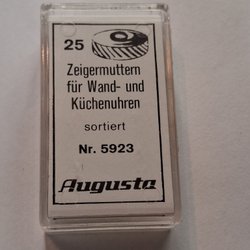 25
Zeigermuttern
für Wand- und
Küchenuhren
sortiert
Nr. 5923
Augusta